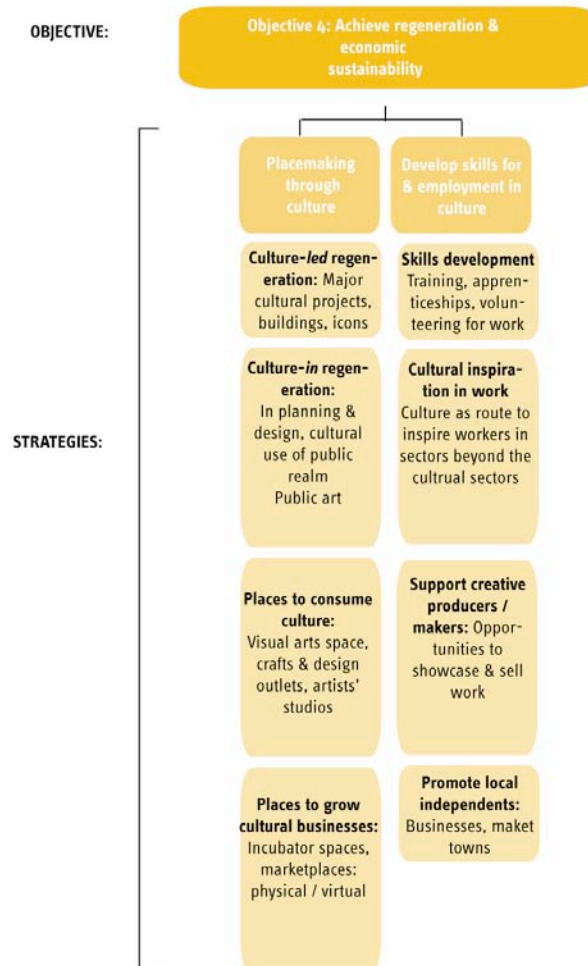 OBJECTIVE:
Objective 4: Achieve regeneration &
economic
sustainability
STRATEGIES:
Placemaking
through
culture
Culture-led regen-
eration: Major
cultural projects,
buildings, icons
Culture-in regen-
eration:
In planning &
design, cultural
use of public
realm
Public art
Places to consume
culture:
Visual arts space,
crafts & design
outlets, artists'
studios
Places to grow
cultural businesses:
Incubator spaces,
marketplaces:
physical / virtual
Develop skills for
& employment in
culture
Skills development
Training, appren-
ticeships, volun-
teering for work
Cultural inspira-
tion in work
Culture as route to
inspire workers in
sectors beyond the
cultrual sectors
Support creative
producers /
makers: Oppor-
tunities to
showcase & sell
work
Promote local
independents:
Businesses, maket
towns